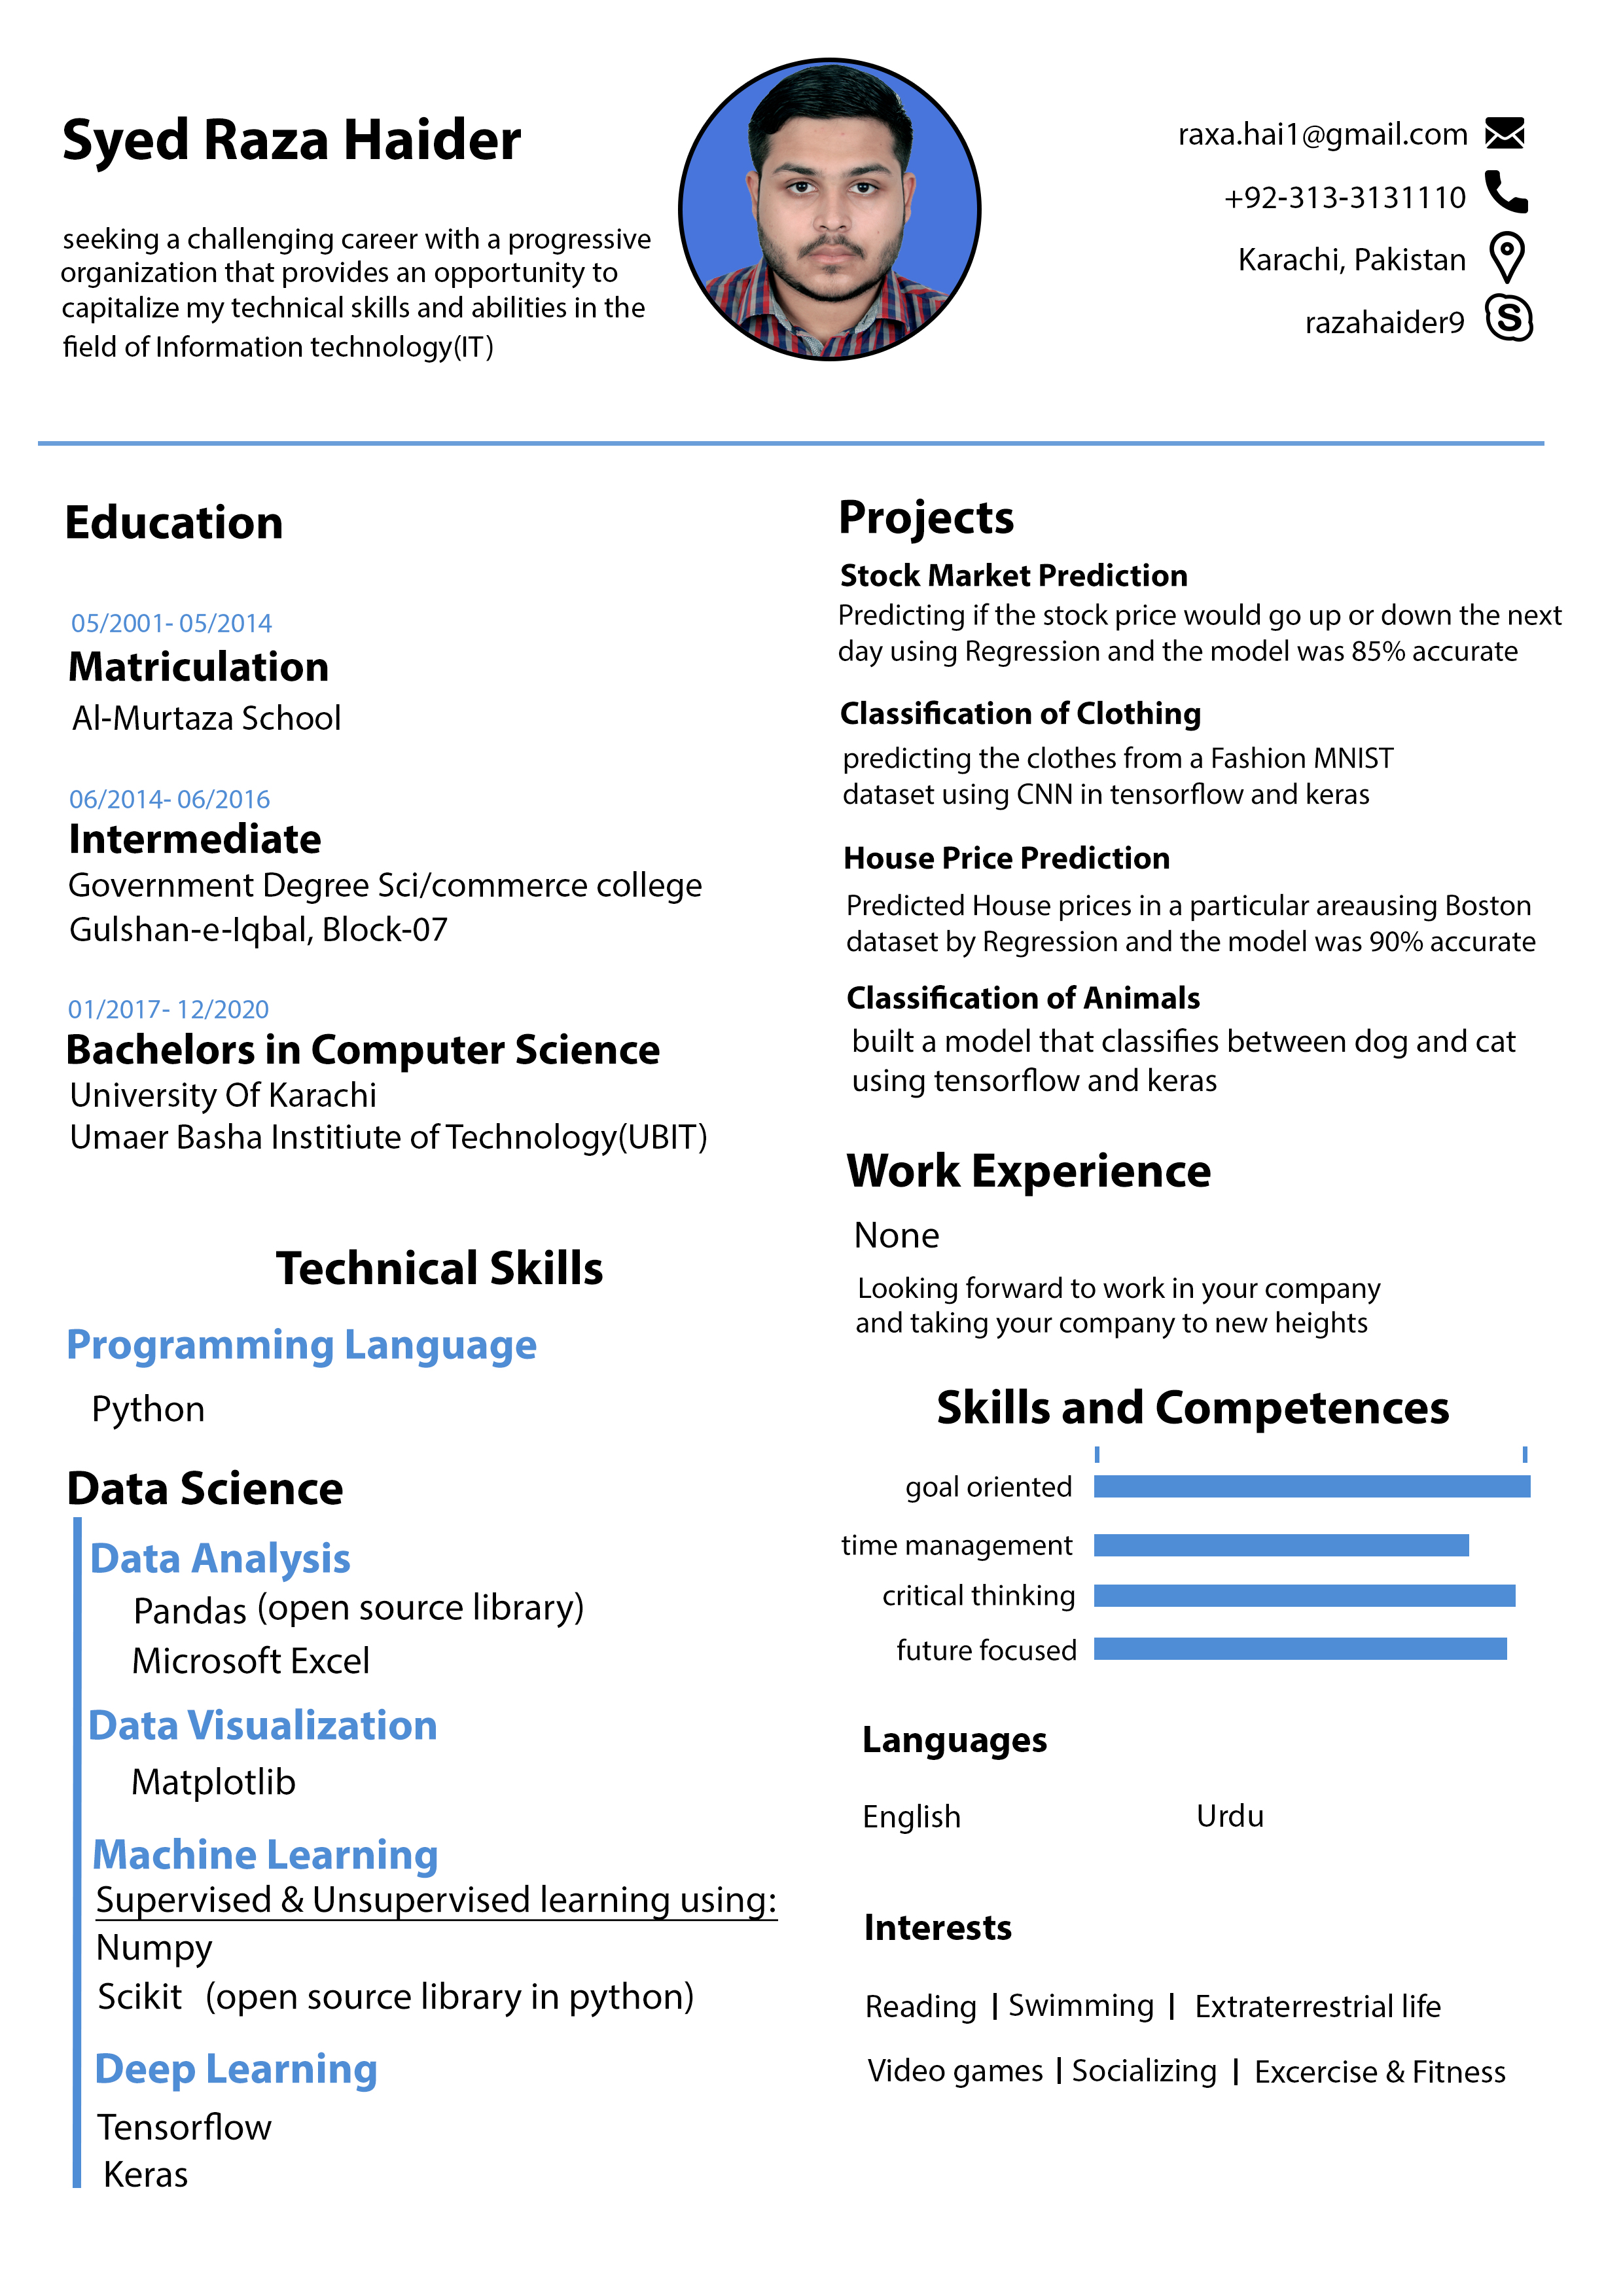 Syed Raza Haider
seeking a challenging career with a progressive
organization that provides an opportunity to
capitalize my technical skills and abilities in the
field of Information technology(IT)
raxa.hai1@gmail.com
+92-313-3131110
Karachi, Pakistan
razahaider9
Education
05/2001- 05/2014
Matriculation
Al-Murtaza School
06/2014- 06/2016
Intermediate
Government Degree Sci/commerce college
Gulshan-e-Iqbal, Block-07
01/2017- 12/2020
Bachelors in Computer Science
University Of Karachi
Umaer Basha Institiute of Technology(UBIT)
Technical Skills
Programming Language
Python
Data Science
Data Analysis
Pandas (open source library)
Microsoft Excel
Data Visualization
Matplotlib
Machine Learning
Supervised & Unsupervised learning using:
Numpy
Scikit (open source library in python)
Deep Learning
Tensorflow
Keras
Projects
Stock Market Prediction
Predicting if the stock price would go up or down the next
day using Regression and the model was 85% accurate
Classification of Clothing
predicting the clothes from a Fashion MNIST
dataset using CNN in tensorflow and keras
House Price Prediction
Predicted House prices in a particular areausing Boston
dataset by Regression and the model was 90% accurate
Classification of Animals
built a model that classifies between dog and cat
using tensorflow and keras
Work Experience
None
Looking forward to work in your company
and taking your company to new heights
Skills and Competences
goal oriented
time management
critical thinking
future focused
Languages
English Urdu
Interests
Reading | Swimming | Extraterrestrial life
Video games | Socializing | Excercise & Fitness